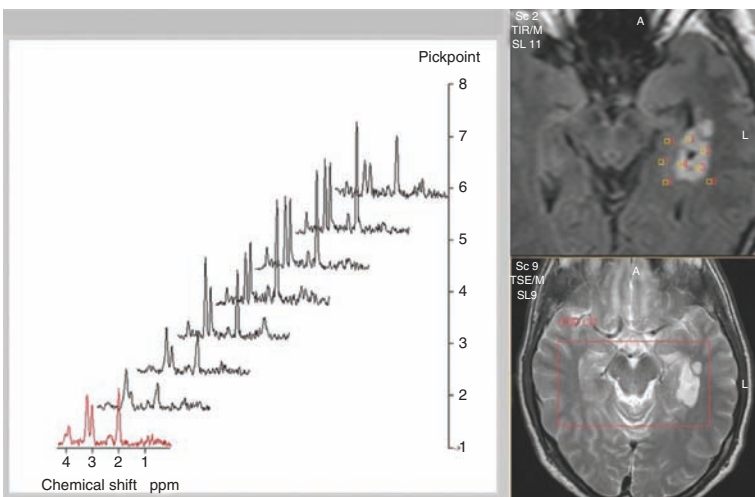 Pickpoint
8
7
6
5
4
3
2
1
4 3 2 1
Chemical shift ppm
Sc 2
TIR/M
SL 11
A
L
Sc 9
TSE/M
SL9
A
L